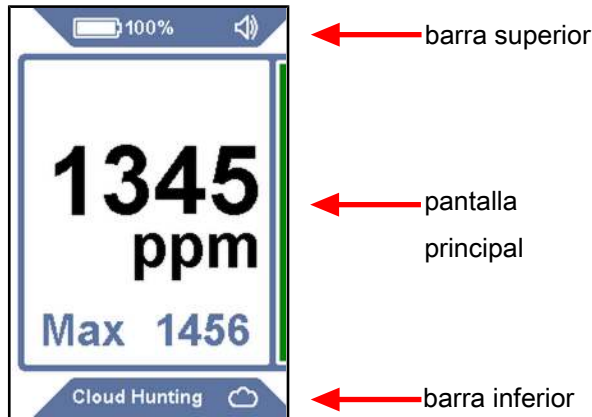 100%
barra superior
1345
ppm
pantalla
principal
Max 1456
Cloud Hunting
barra inferior